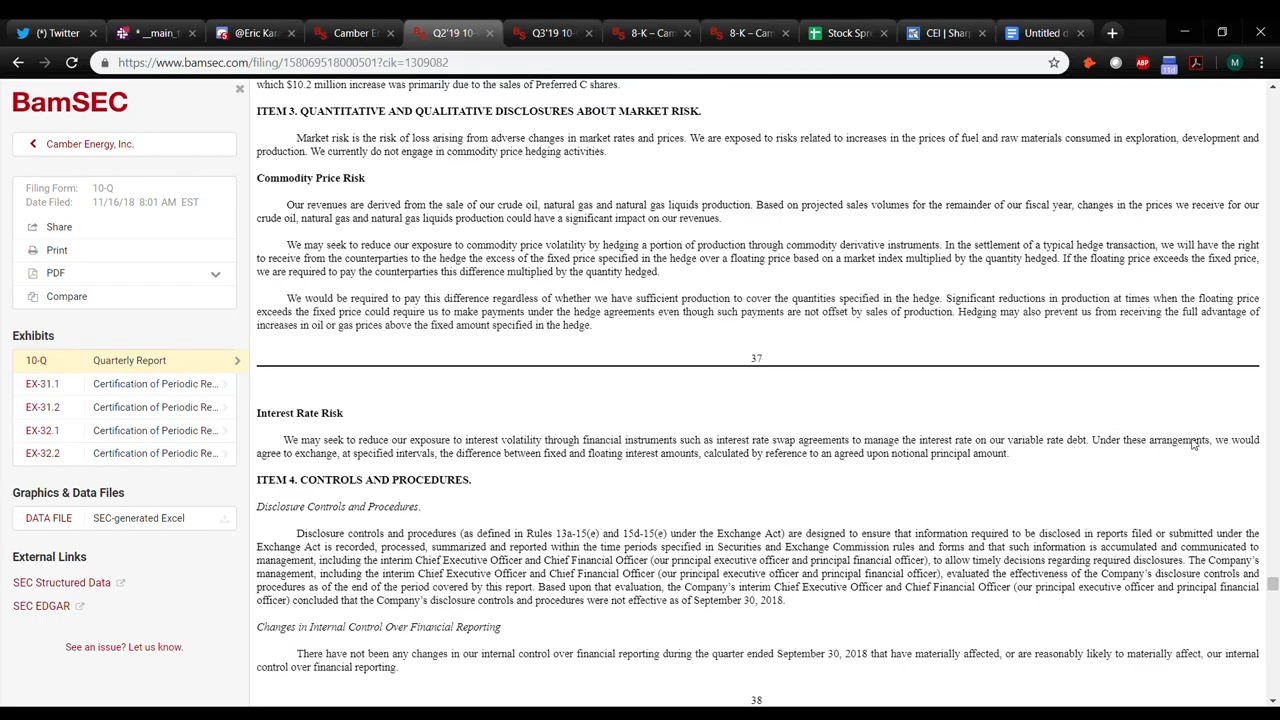 (*) Twitter
* __main_
@Eric Kara
Camber E
Q2'19 10-
Q3'19 10-
8-K – Cam
8-K – Cam
Stock Spre
CEI | Sharp
Untitled d
https://www.bamsec.com/filing/158069518000501?cik=1309082
ABP
11d
M
BamSEC
Camber Energy, Inc.
Filing Form: 10-Q
Date Filed: 11/16/18 8:01 AM EST
Share
Print
PDF
Compare
Exhibits
10-Q Quarterly Report
EX-31.1 Certification of Periodic Re...
EX-31.2 Certification of Periodic Re...
EX-32.1 Certification of Periodic Re...
EX-32.2 Certification of Periodic Re...
Graphics & Data Files
DATA FILE SEC-generated Excel
External Links
SEC Structured Data
SEC EDGAR
See an issue? Let us know.
which $10.2 million increase was primarily due to the sales of Preferred C shares.
ITEM 3. QUANTITATIVE AND QUALITATIVE DISCLOSURES ABOUT MARKET RISK.
Market risk is the risk of loss arising from adverse changes in market rates and prices. We are exposed to risks related to increases in the prices of fuel and raw materials consumed in exploration, development and
production. We currently do not engage in commodity price hedging activities.
Commodity Price Risk
Our revenues are derived from the sale of our crude oil, natural gas and natural gas liquids production. Based on projected sales volumes for the remainder of our fiscal year, changes in the prices we receive for our
crude oil, natural gas and natural gas liquids production could have a significant impact on our revenues.
We may seek to reduce our exposure to commodity price volatility by hedging a portion of production through commodity derivative instruments. In the settlement of a typical hedge transaction, we will have the right
to receive from the counterparties to the hedge the excess of the fixed price specified in the hedge over a floating price based on a market index multiplied by the quantity hedged. If the floating price exceeds the fixed price,
we are required to pay the counterparties this difference multiplied by the quantity hedged.
We would be required to pay this difference regardless of whether we have sufficient production to cover the quantities specified in the hedge. Significant reductions in production at times when the floating price
exceeds the fixed price could require us to make payments under the hedge agreements even though such payments are not offset by sales of production. Hedging may also prevent us from receiving the full advantage of
increases in oil or gas prices above the fixed amount specified in the hedge.
37
Interest Rate Risk
We may seek to reduce our exposure to interest volatility through financial instruments such as interest rate swap agreements to manage the interest rate on our variable rate debt. Under these arrangements, we would
agree to exchange, at specified intervals, the difference between fixed and floating interest amounts, calculated by reference to an agreed upon notional principal amount.
ITEM 4. CONTROLS AND PROCEDURES.
Disclosure Controls and Procedures.
Disclosure controls and procedures (as defined in Rules 13a-15(e) and 15d-15(e) under the Exchange Act) are designed to ensure that information required to be disclosed in reports filed or submitted under the
Exchange Act is recorded, processed, summarized and reported within the time periods specified in Securities and Exchange Commission rules and forms and that such information is accumulated and communicated to
management, including the interim Chief Executive Officer and Chief Financial Officer (our principal executive officer and principal financial officer), to allow timely decisions regarding required disclosures. The Company's
management, including the interim Chief Executive Officer and Chief Financial Officer (our principal executive officer and principal financial officer), evaluated the effectiveness of the Company's disclosure controls and
procedures as of the end of the period covered by this report. Based upon that evaluation, the Company's interim Chief Executive Officer and Chief Financial Officer (our principal executive officer and principal financial
officer) concluded that the Company's disclosure controls and procedures were not effective as of September 30, 2018.
Changes in Internal Control Over Financial Reporting
There have not been any changes in our internal control over financial reporting during the quarter ended September 30, 2018 that have materially affected, or are reasonably likely to materially affect, our internal
control over financial reporting.
38